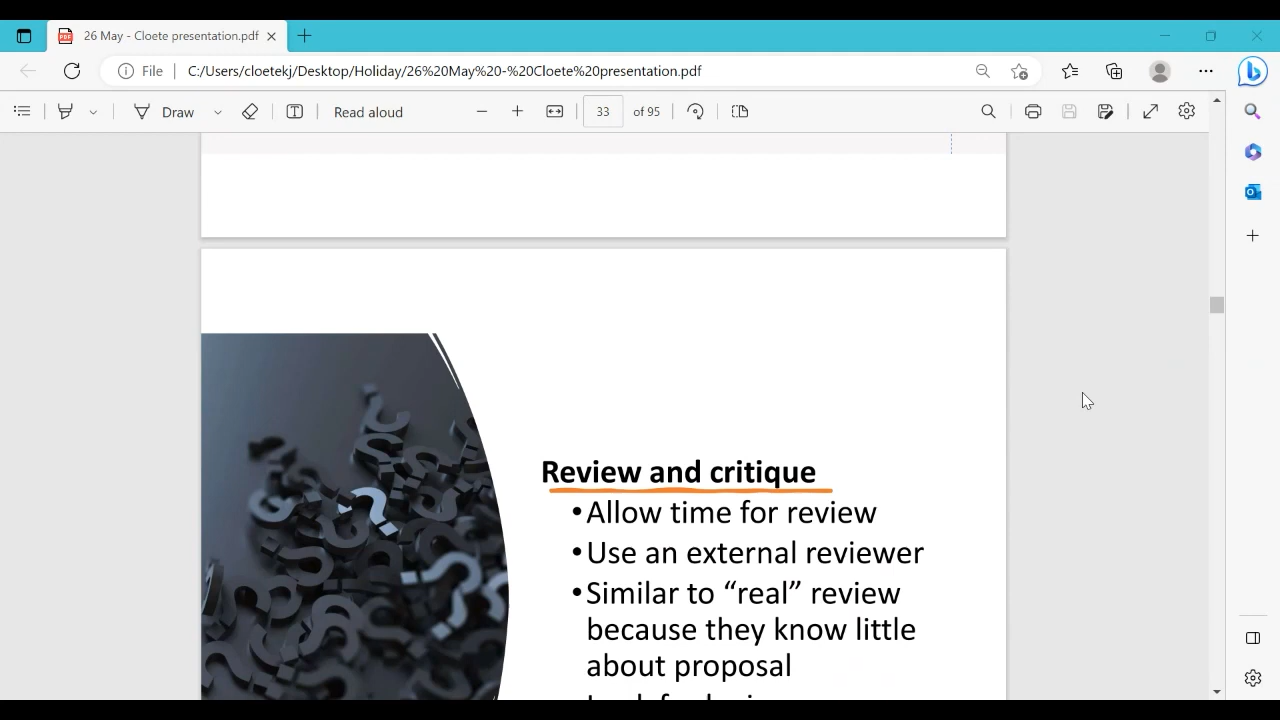 26 May - Cloete presentation.pdf
File
C:/Users/cloetekj/Desktop/Holiday/26%20May%20-%20Cloete%20presentation.pdf
Draw
Read aloud
33
of 95
Review and critique
•Allow time for review
•Use an external reviewer
•Similar to “real” review
because they know little
about proposal